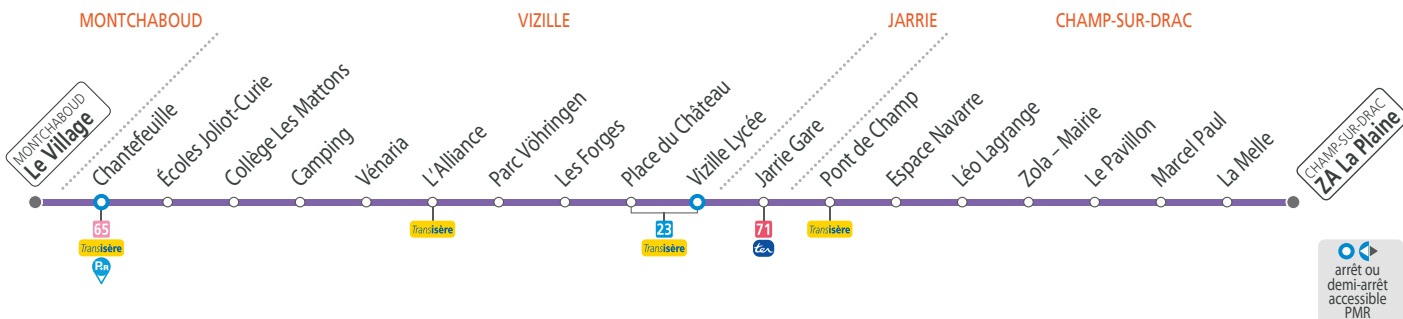 MONTCHABOUD
VIZILLE
JARRIE
CHAMP-SUR-DRAC
MONTCHABOUD
Le Village
Chantefeuille
Écoles Joliot-Curie
Collège Les Mattons
Camping
Vénaria
L'Alliance
Parc Vöhringen
Les Forges
Place du Château
Vizille Lycée
Jarrie Gare
Pont de Champ
Espace Navarre
Léo Lagrange
Zola – Mairie
Le Pavillon
Marcel Paul
La Melle
CHAMP-SUR-DRAC
ZA La Plaine
65
Transisère
P+R
Transisère
23
Transisère
71
ter
Transisère
arrêt ou
demi-arrêt
accessible
PMR